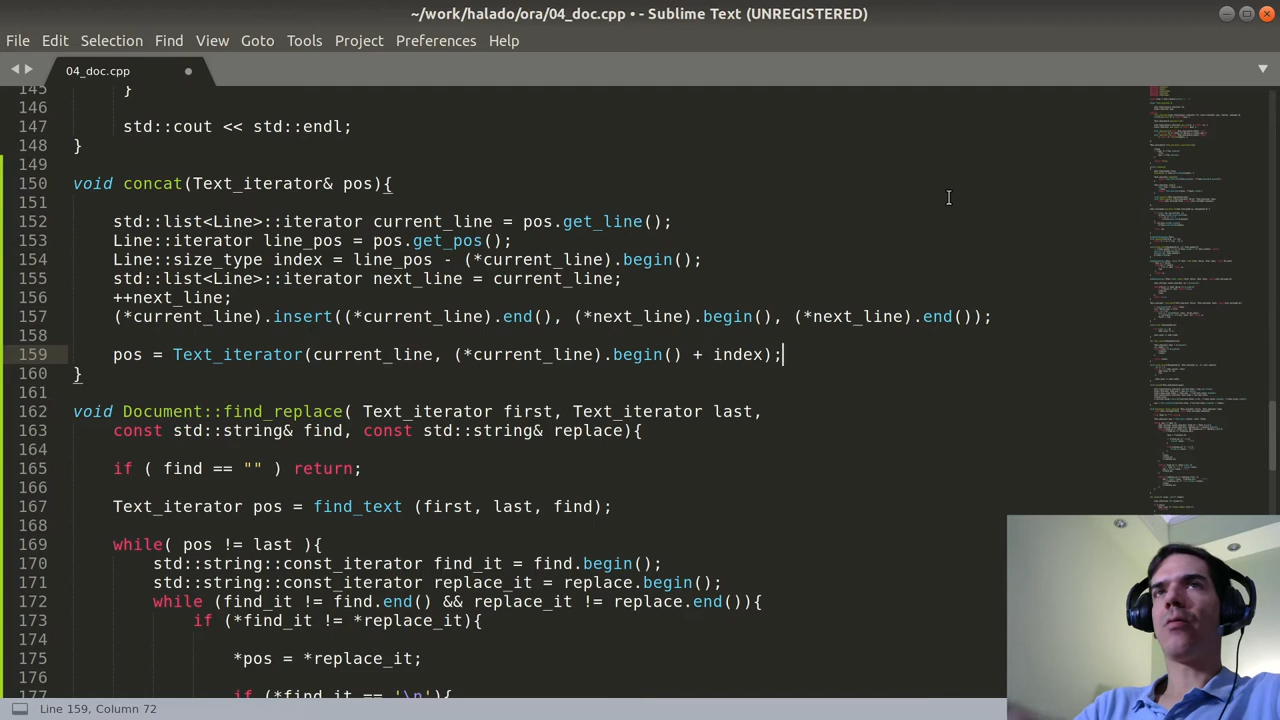 ~/work/halado/ora/04_doc.cpp • - Sublime Text (UNREGISTERED)
File Edit Selection Find View Goto Tools Project Preferences Help
04_doc.cpp
145 }
146
147 std::cout << std::endl;
148 }
149
150 void concat(Text_iterator& pos){
151
152 std::list<Line>::iterator current_line = pos.get_line();
153 Line::iterator line_pos = pos.get_pos();
154 Line::size_type index = line_pos - (*current_line).begin();
155 std::list<Line>::iterator next_line = current_line;
156 ++next_line;
157 (*current_line).insert((*current_line).end(), (*next_line).begin(), (*next_line).end());
158
159 pos = Text_iterator(current_line, (*current_line).begin() + index);
160 }
161
162 void Document::find_replace( Text_iterator first, Text_iterator last,
163 const std::string& find, const std::string& replace){
164
165 if ( find == "" ) return;
166
167 Text_iterator pos = find_text (first, last, find);
168
169 while( pos != last ){
170 std::string::const_iterator find_it = find.begin();
171 std::string::const_iterator replace_it = replace.begin();
172 while (find_it != find.end() && replace_it != replace.end()){
173 if (*find_it != *replace_it){
174
175 *pos = *replace_it;
176
177 if (*find_it == '\n'){
Line 159, Column 72